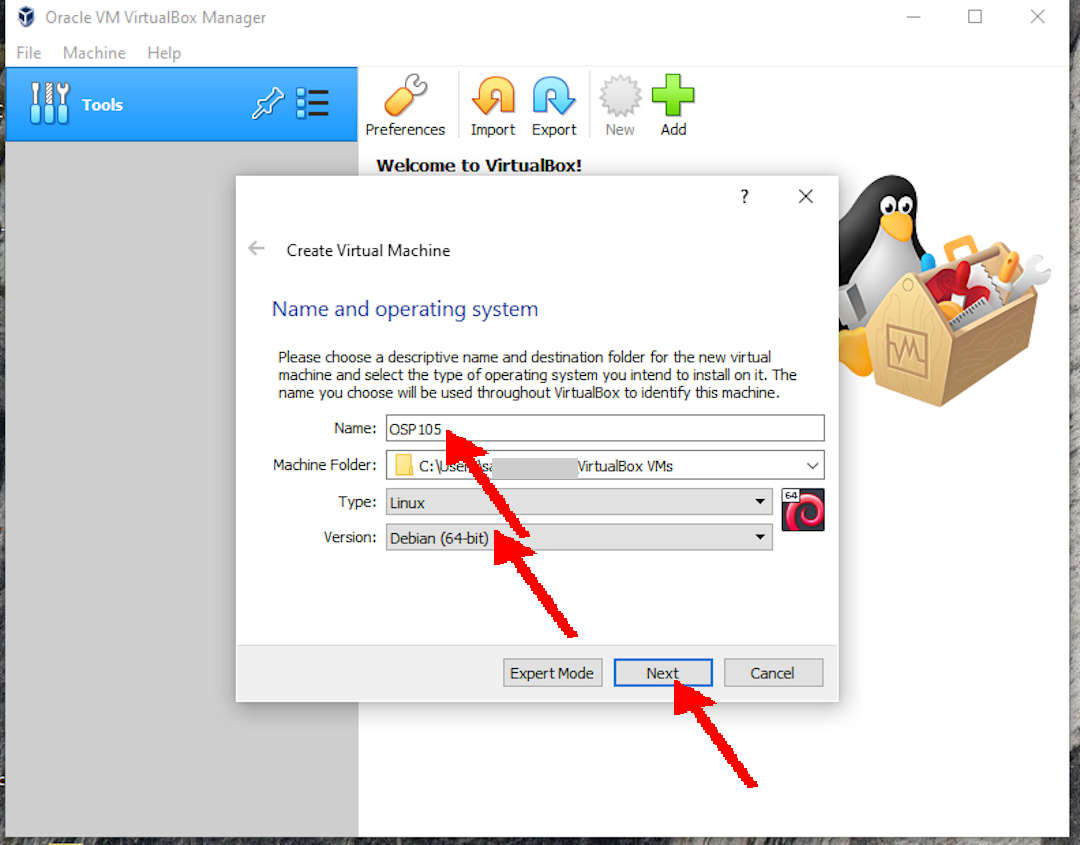 Oracle VM VirtualBox Manager
File Machine Help
Tools
Preferences Import Export New Add
Welcome to VirtualBox!
?
Create Virtual Machine
Name and operating system
Please choose a descriptive name and destination folder for the new virtual
machine and select the type of operating system you intend to install on it. The
name you choose will be used throughout VirtualBox to identify this machine.
Name: OSP105
Machine Folder: VirtualBox VMs
Type: Linux
64
Version: Debian (64-bit)
Expert Mode Next Cancel